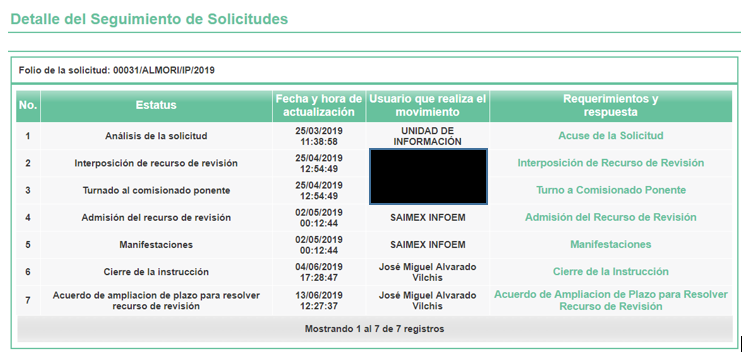 Detalle del Seguimiento de Solicitudes
Folio de la solicitud: 00031/ALMORI/IP/2019
No. Estatus Fecha y hora de actualización Usuario que realiza el movimiento Requerimientos y respuesta
1 Análisis de la solicitud 25/03/2019 11:38:58 UNIDAD DE INFORMACIÓN Acuse de la Solicitud
2 Interposición de recurso de revisión 25/04/2019 12:54:49 Interposición de Recurso de Revisión
3 Turnado al comisionado ponente 25/04/2019 12:54:49 Turno a Comisionado Ponente
4 Admisión del recurso de revisión 02/05/2019 00:12:44 SAIMEX INFOEM Admisión del Recurso de Revisión
5 Manifestaciones 02/05/2019 00:12:44 SAIMEX INFOEM Manifestaciones
6 Cierre de la instrucción 04/06/2019 17:28:47 José Miguel Alvarado Vilchis Cierre de la Instrucción
7 Acuerdo de ampliacion de plazo para resolver recurso de revisión 13/06/2019 12:27:37 José Miguel Alvarado Vilchis Acuerdo de Ampliacion de Plazo para Resolver Recurso de Revisión
Mostrando 1 al 7 de 7 registros